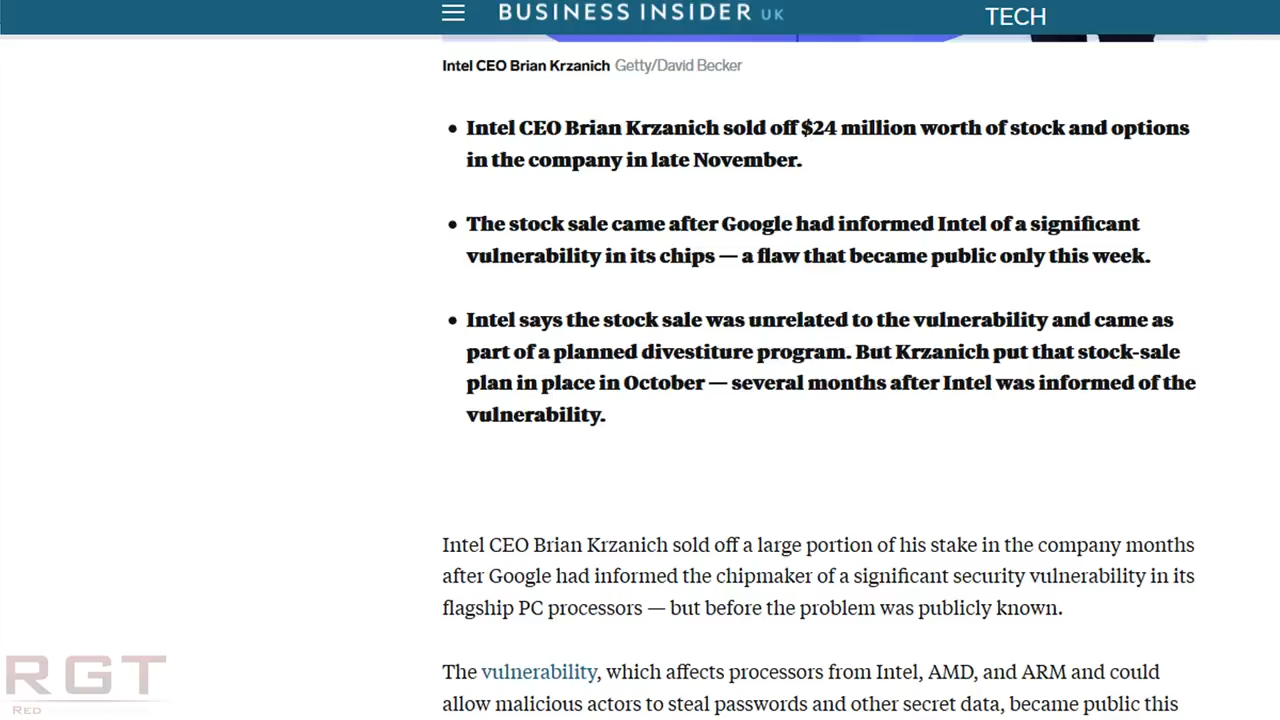 BUSINESS INSIDER UK
TECH
Intel CEO Brian Krzanich Getty/David Becker
• Intel CEO Brian Krzanich sold off $24 million worth of stock and options
in the company in late November.
• The stock sale came after Google had informed Intel of a significant
vulnerability in its chips — a flaw that became public only this week.
• Intel says the stock sale was unrelated to the vulnerability and came as
part of a planned divestiture program. But Krzanich put that stock-sale
plan in place in October — several months after Intel was informed of the
vulnerability.
Intel CEO Brian Krzanich sold off a large portion of his stake in the company months
after Google had informed the chipmaker of a significant security vulnerability in its
flagship PC processors — but before the problem was publicly known.
The vulnerability, which affects processors from Intel, AMD, and ARM and could
allow malicious actors to steal passwords and other secret data, became public this
RGT
RED